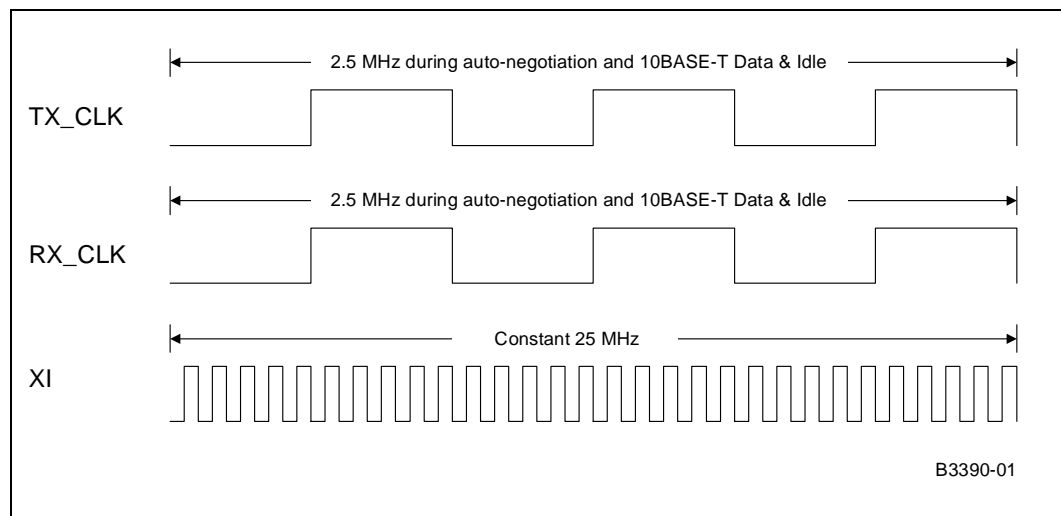 2.5 MHz during auto-negotiation and 10BASE-T Data & Idle
TX_CLK
2.5 MHz during auto-negotiation and 10BASE-T Data & Idle
RX_CLK
Constant 25 MHz
XI
B3390-01